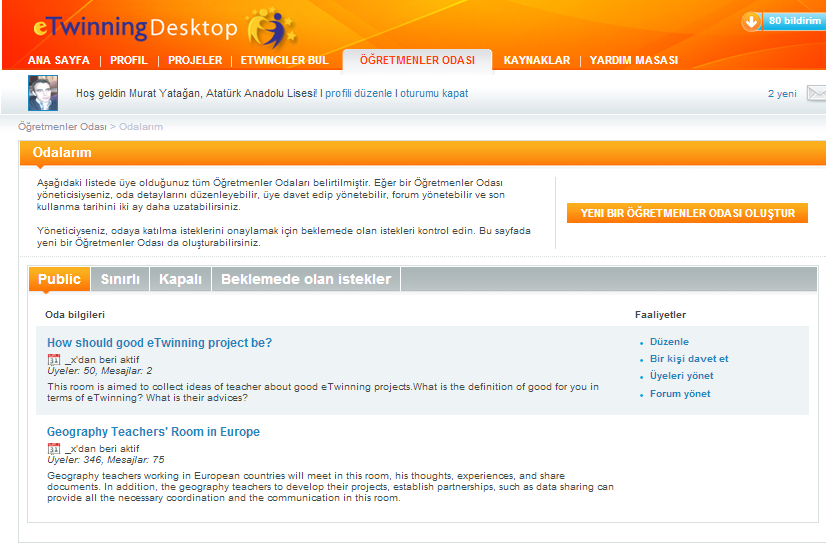 eTwinningDesktop
80 bildirim
ANA SAYFA | PROFIL | PROJELER | ETWINCILER BUL ÖĞRETMENLER ODASI KAYNAKLAR | YARDIM MASASI
Hoş geldin Murat Yatağan, Atatürk Anadolu Lisesi! I profili düzenle I oturumu kapat
2 yeni
Öğretmenler Odası > Odalarım
Odalarım
Aşağıdaki listede üye olduğunuz tüm Öğretmenler Odaları belirtilmiştir. Eğer bir Öğretmenler Odası
yöneticisiyseniz, oda detaylarını düzenleyebilir, üye davet edip yönetebilir, forum yönetebilir ve son
kullanma tarihini iki ay daha uzatabilirsiniz.
Yöneticiyseniz, odaya katılma isteklerini onaylamak için beklemede olan istekleri kontrol edin. Bu sayfada
yeni bir Öğretmenler Odası da oluşturabilirsiniz.
YENİ BİR ÖĞRETMENLER ODASI OLUŞTUR
Public Sınırlı Kapalı Beklemede olan istekler
Oda bilgileri
Faaliyetler
How should good eTwinning project be?
31 _x'dan beri aktif
Üyeler: 50, Mesajlar: 2
This room is aimed to collect ideas of teacher about good eTwinning projects.What is the definition of good for you in
terms of eTwinning? What is their advices?
• Düzenle
• Bir kişi davet et
• Üyeleri yönet
• Forum yönet
Geography Teachers' Room in Europe
31 _x'dan beri aktif
Üyeler: 346, Mesajlar: 75
Geography teachers working in European countries will meet in this room, his thoughts, experiences, and share
documents. In addition, the geography teachers to develop their projects, establish partnerships, such as data sharing can
provide all the necessary coordination and the communication in this room.